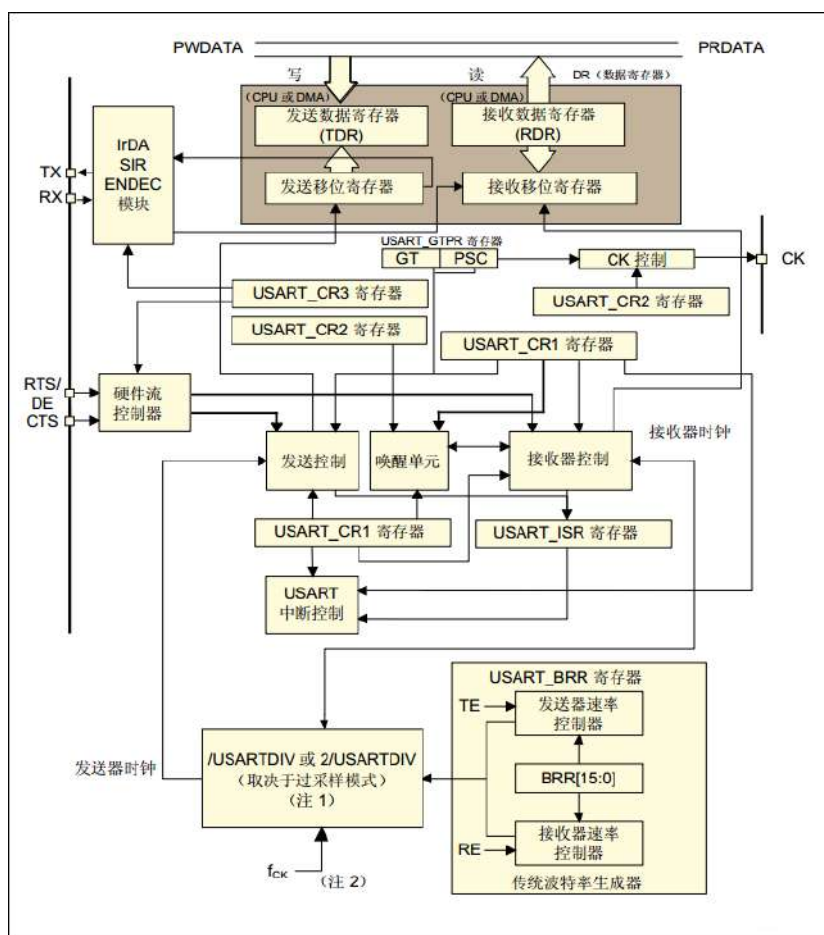 PWDATA
PRDATA
写
读
DR（数据寄存器）
(CPU 或 DMA)
(CPU 或 DMA)
发送数据寄存器
(TDR)
接收数据寄存器
(RDR)
IrDA
SIR
ENDEC
模块
TX
RX
发送移位寄存器
接收移位寄存器
USART_GTPR 寄存器
GT
PSC
CK 控制
CK
USART_CR3 寄存器
USART_CR2 寄存器
USART_CR2 寄存器
USART_CR1 寄存器
RTS/
DE
CTS
硬件流
控制器
发送控制
唤醒单元
接收器控制
接收器时钟
USART_CR1 寄存器
USART_ISR 寄存器
USART
中断控制
USART_BRR 寄存器
TE
发送器速率
控制器
发送器时钟
/USARTDIV 或 2/USARTDIV
（取决于过采样模式）
（注 1）
BRR[15:0]
RE
接收器速率
控制器
fCK
（注 2）
传统波特率生成器